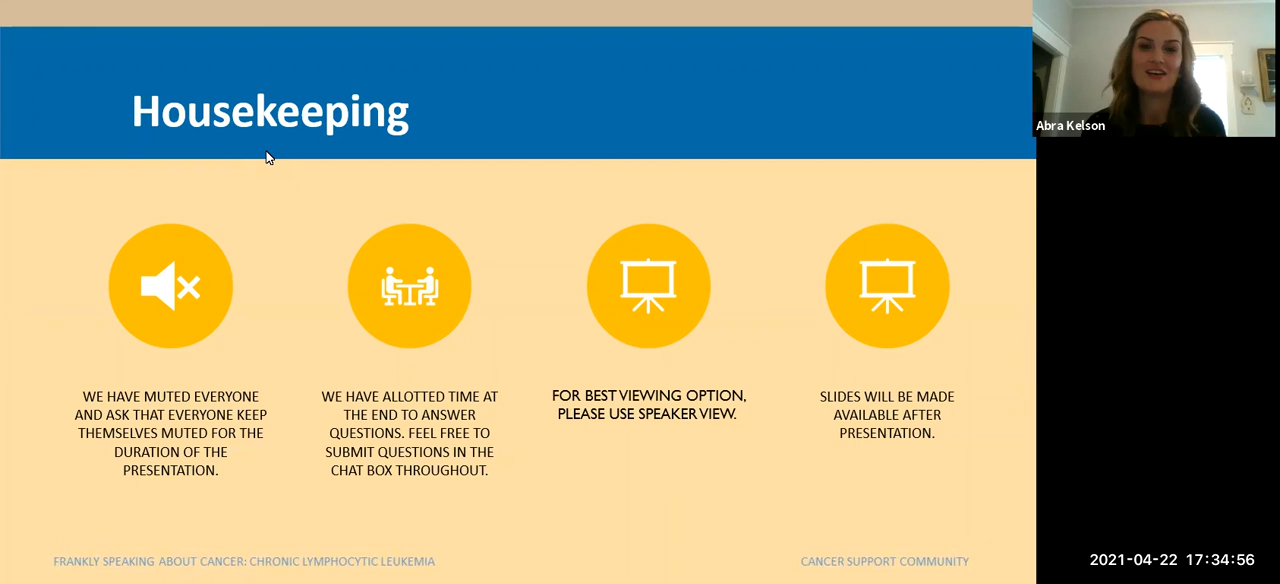 Housekeeping
Abra Kelson
WE HAVE MUTED EVERYONE
AND ASK THAT EVERYONE KEEP
THEMSELVES MUTED FOR THE
DURATION OF THE
PRESENTATION.
WE HAVE ALLOTTED TIME AT
THE END TO ANSWER
QUESTIONS. FEEL FREE TO
SUBMIT QUESTIONS IN THE
CHAT BOX THROUGHOUT.
FOR BEST VIEWING OPTION,
PLEASE USE SPEAKER VIEW.
SLIDES WILL BE MADE
AVAILABLE AFTER
PRESENTATION.
FRANKLY SPEAKING ABOUT CANCER: CHRONIC LYMPHOCYTIC LEUKEMIA
CANCER SUPPORT COMMUNITY
2021-04-22 17:34:56